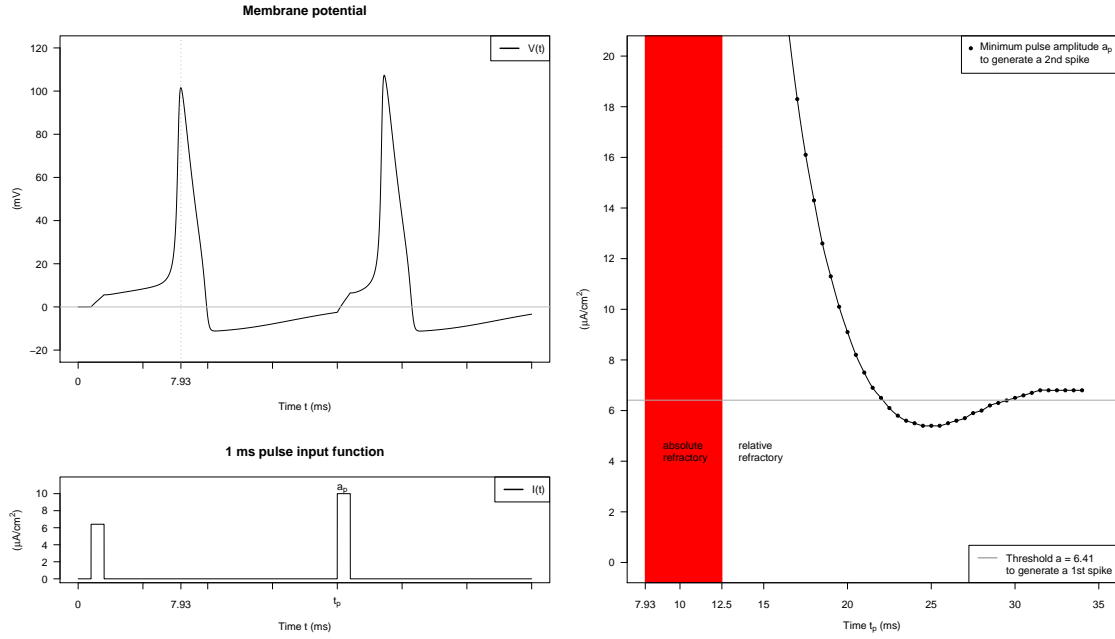 Membrane potential
V(t)
120
100
80
60
40
20
0
−20
(mV)
0
7.93
Time t (ms)
1 ms pulse input function
a_p
I(t)
10
8
6
4
2
0
(μA/cm²)
0
7.93
t_p
Time t (ms)
Minimum pulse amplitude a_p
to generate a 2nd spike
20
18
16
14
12
10
8
6
4
2
0
(μA/cm²)
absolute
refractory
relative
refractory
Threshold a = 6.41
to generate a 1st spike
7.93
10
12.5
15
20
25
30
35
Time t_p (ms)